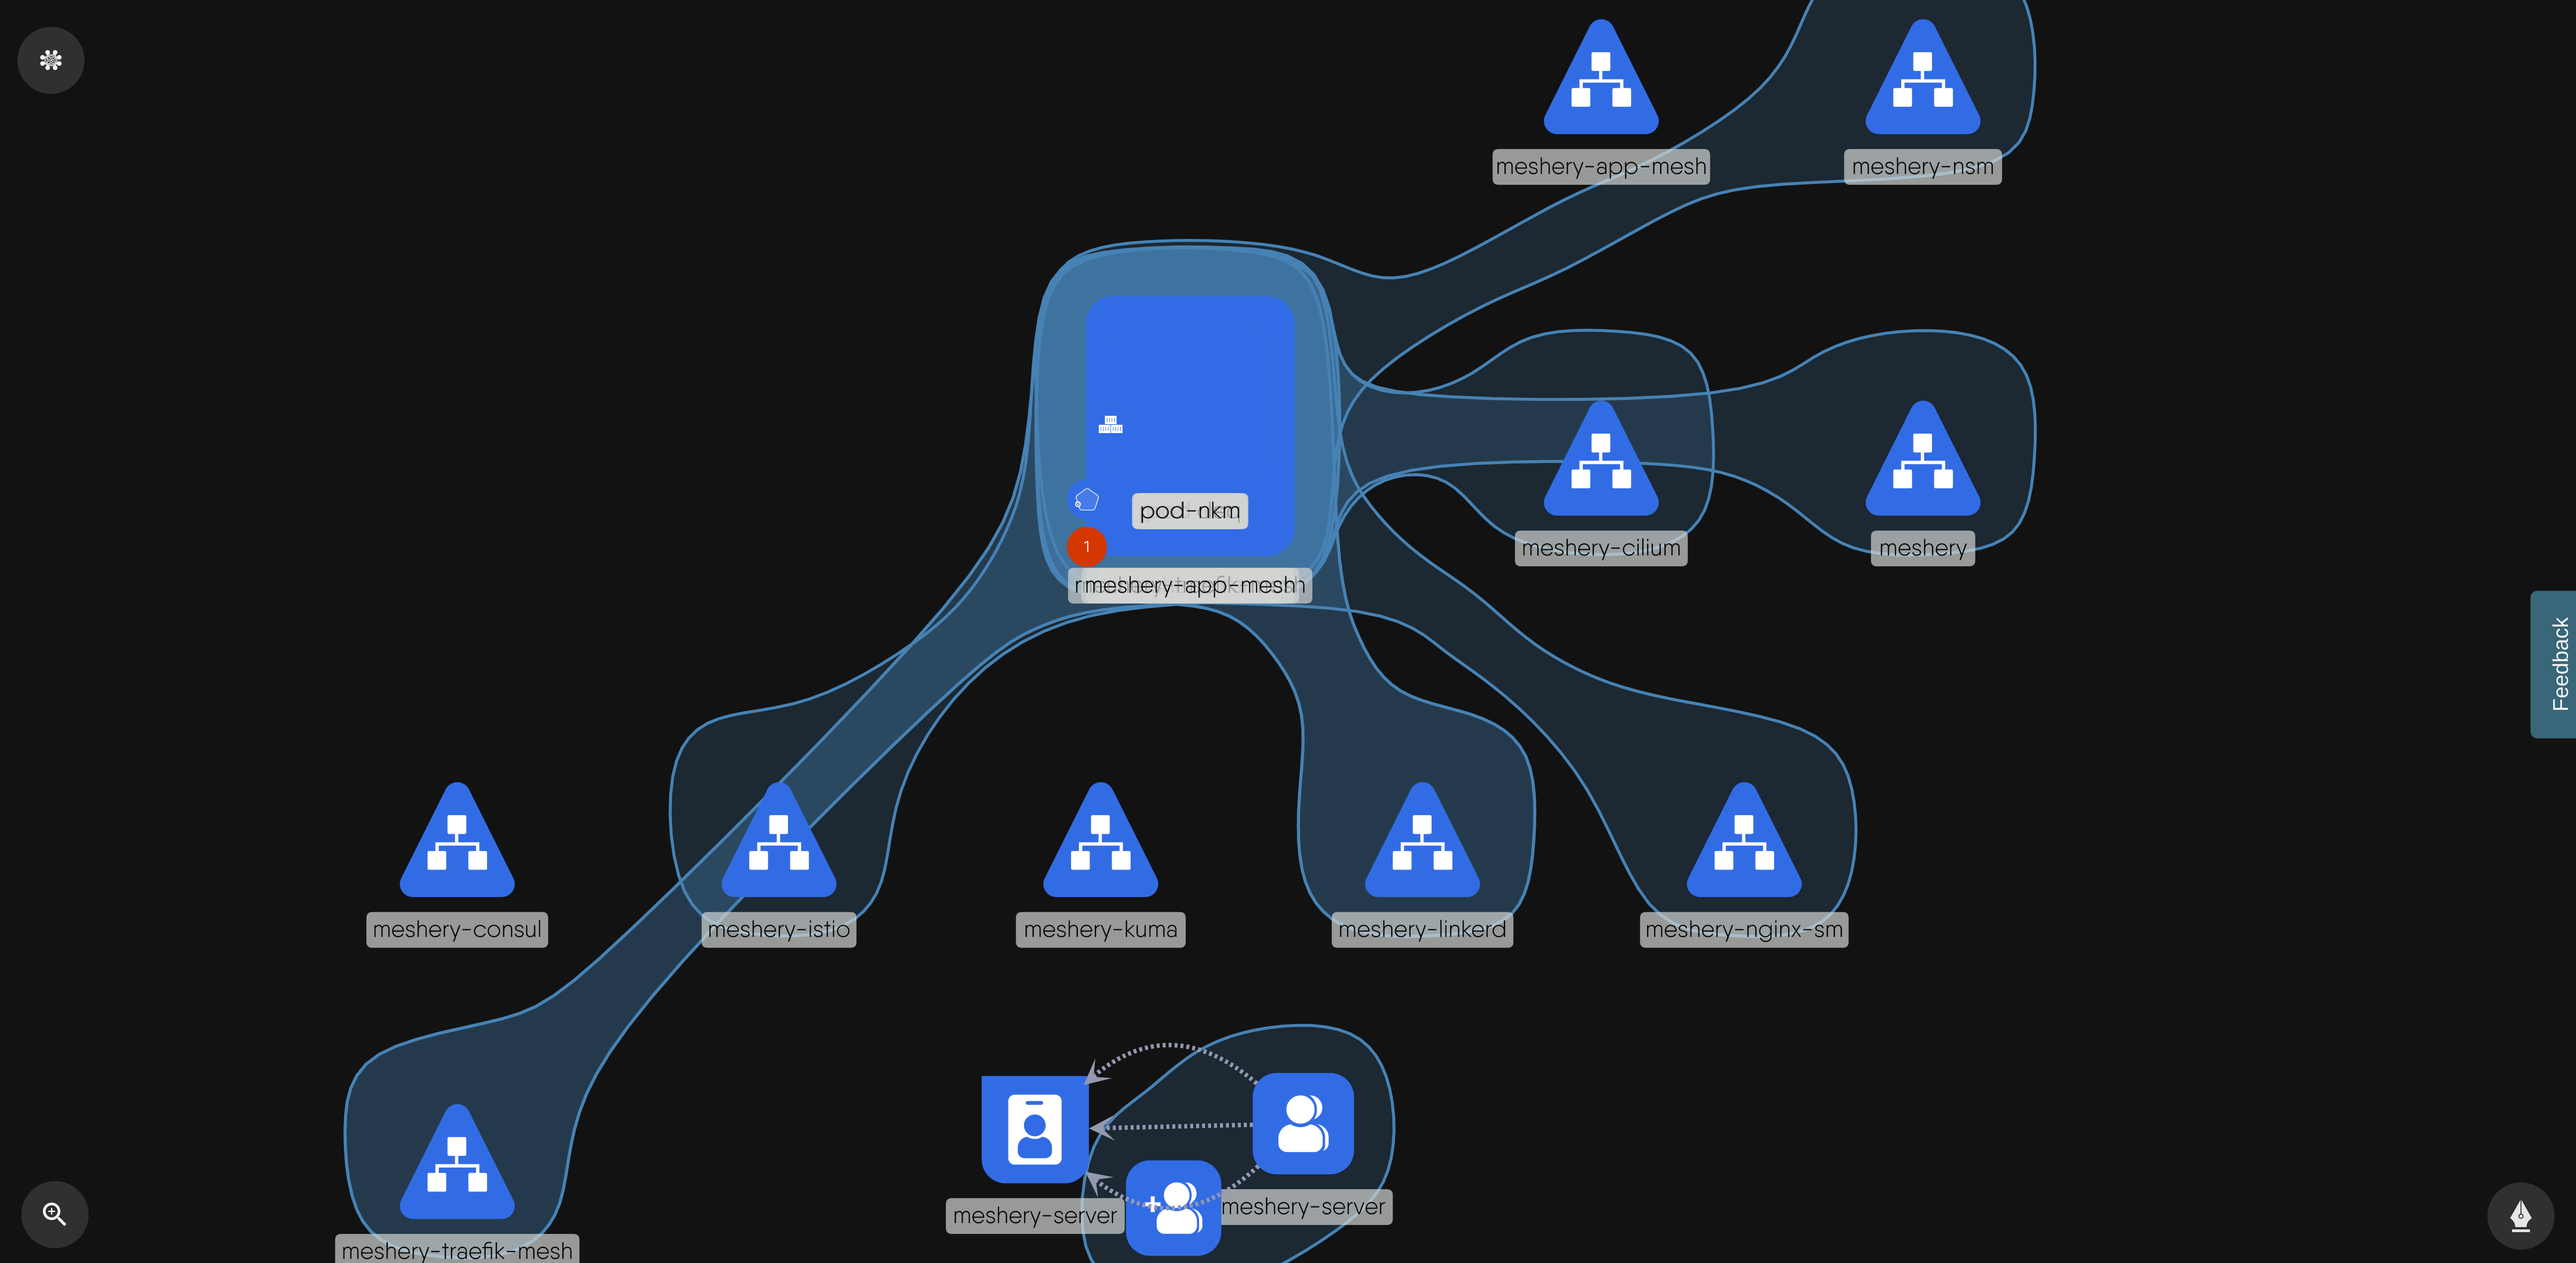 meshery-app-mesh
meshery-nsm
pod-nkm
1
meshery-app-mesh
meshery-cilium
meshery
Feedback
meshery-consul
meshery-istio
meshery-kuma
meshery-linkerd
meshery-nginx-sm
meshery-server
meshery-server
meshery-traefik-mesh